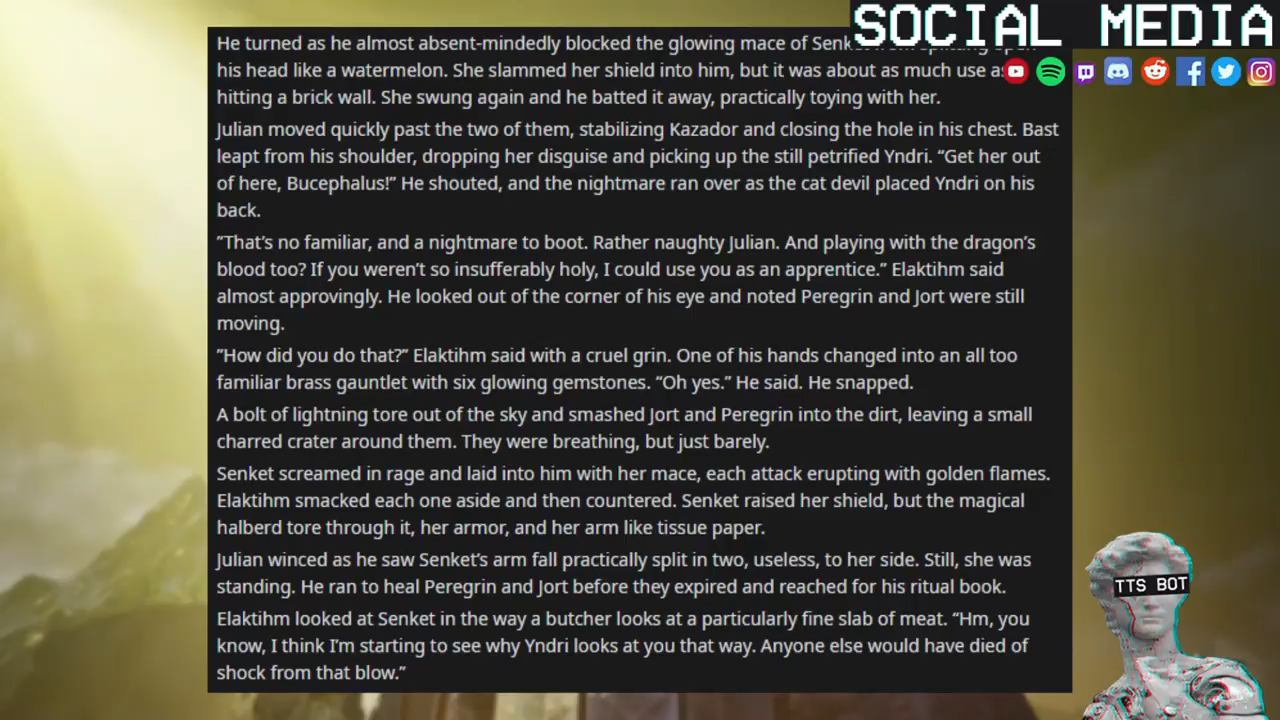 SOCIAL MEDIA
He turned as he almost absent-mindedly blocked the glowing mace of
his head like a watermelon. She slammed her shield into him, but it was about as much use as
hitting a brick wall. She swung again and he batted it away, practically toying with her.
Julian moved quickly past the two of them, stabilizing Kazador and closing the hole in his chest. Bast
leapt from his shoulder, dropping her disguise and picking up the still petrified Yndri. “Get her out
of here, Bucephalus!” He shouted, and the nightmare ran over as the cat devil placed Yndri on his
back.
”That’s no familiar, and a nightmare to boot. Rather naughty Julian. And playing with the dragon’s
blood too? If you weren’t so insufferably holy, I could use you as an apprentice.” Elaktihm said
almost approvingly. He looked out of the corner of his eye and noted Peregrin and Jort were still
moving.
”How did you do that?” Elaktihm said with a cruel grin. One of his hands changed into an all too
familiar brass gauntlet with six glowing gemstones. “Oh yes.” He said. He snapped.
A bolt of lightning tore out of the sky and smashed Jort and Peregrin into the dirt, leaving a small
charred crater around them. They were breathing, but just barely.
Senket screamed in rage and laid into him with her mace, each attack erupting with golden flames.
Elaktihm smacked each one aside and then countered. Senket raised her shield, but the magical
halberd tore through it, her armor, and her arm like tissue paper.
Julian winced as he saw Senket’s arm fall practically split in two, useless, to her side. Still, she was
standing. He ran to heal Peregrin and Jort before they expired and reached for his ritual book.
Elaktihm looked at Senket in the way a butcher looks at a particularly fine slab of meat. “Hm, you
know, I think I’m starting to see why Yndri looks at you that way. Anyone else would have died of
shock from that blow.”
TTS BOT